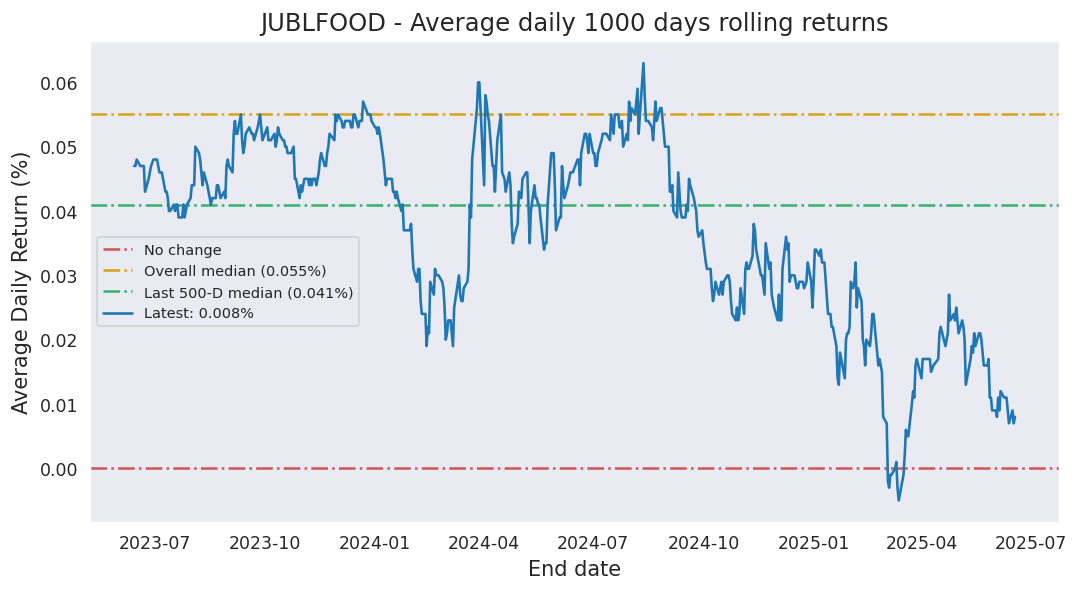 JUBLFOOD - Average daily 1000 days rolling returns
Average Daily Return (%)
0.06
0.05
0.04
0.03
0.02
0.01
0.00
No change
Overall median (0.055%)
Last 500-D median (0.041%)
Latest: 0.008%
2023-07 2023-10 2024-01 2024-04 2024-07 2024-10 2025-01 2025-04 2025-07
End date